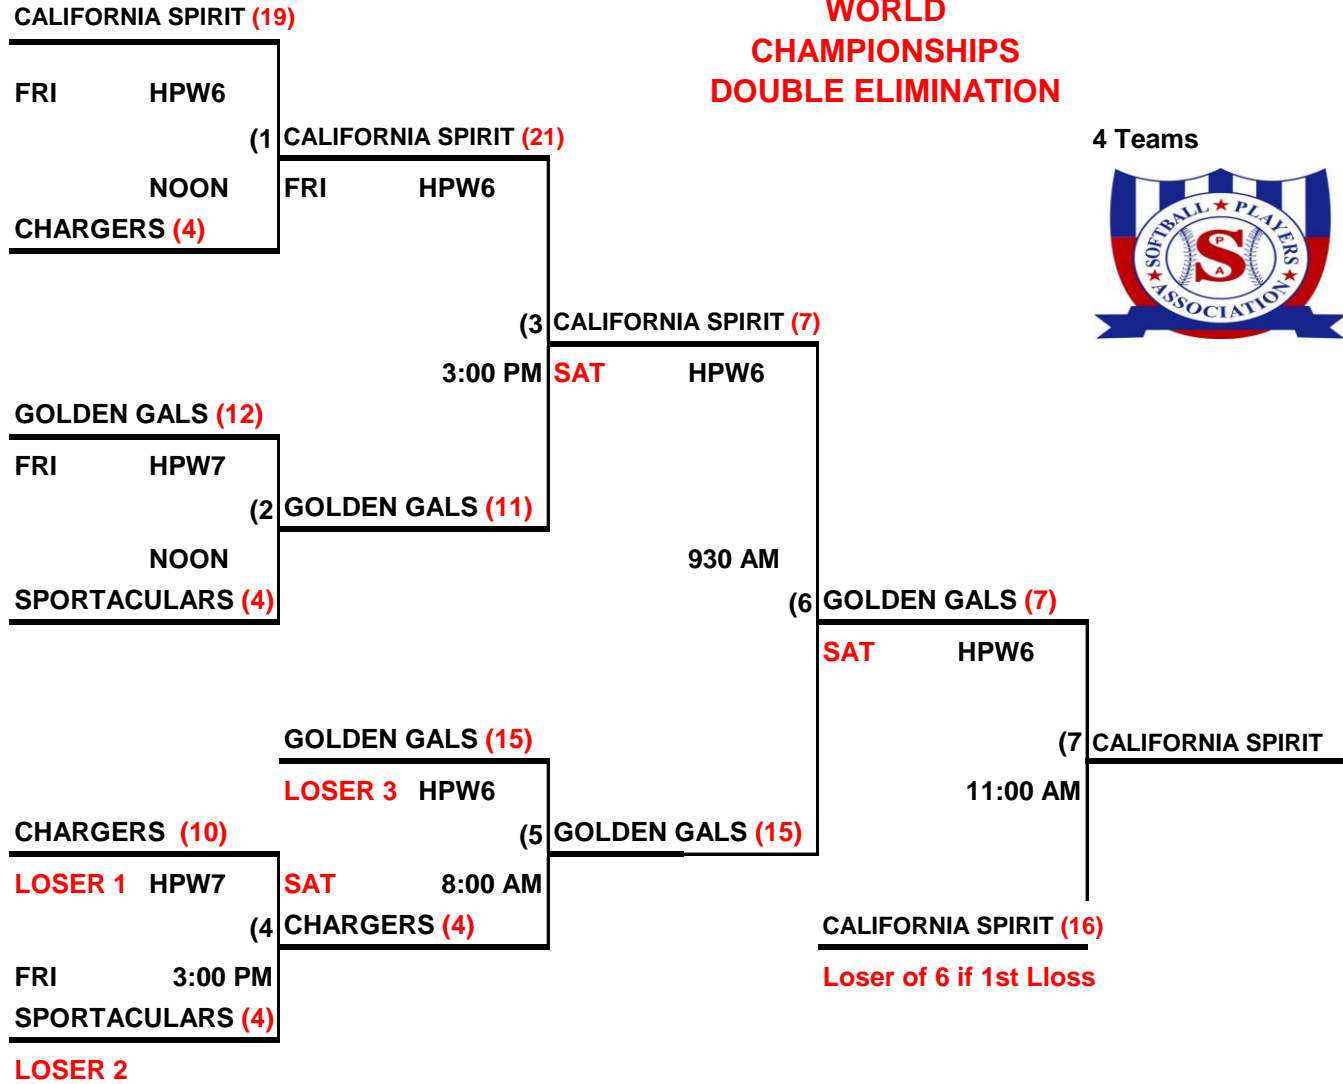 CALIFORNIA SPIRIT (19)
WORLD
CHAMPIONSHIPS
DOUBLE ELIMINATION
FRI HPW6
(1 CALIFORNIA SPIRIT (21)
4 Teams
NOON FRI HPW6
CHARGERS (4)
SOFTBALL ★ PLAYERS
S
P
A
★ ASSOCIATION ★
(3 CALIFORNIA SPIRIT (7)
3:00 PM SAT HPW6
GOLDEN GALS (12)
FRI HPW7
(2 GOLDEN GALS (11)
NOON 930 AM
SPORTACULARS (4)
(6 GOLDEN GALS (7)
SAT HPW6
GOLDEN GALS (15)
(7 CALIFORNIA SPIRIT
LOSER 3 HPW6
11:00 AM
CHARGERS (10)
(5 GOLDEN GALS (15)
LOSER 1 HPW7 SAT 8:00 AM
(4 CHARGERS (4)
CALIFORNIA SPIRIT (16)
FRI 3:00 PM
Loser of 6 if 1st Lloss
SPORTACULARS (4)
LOSER 2